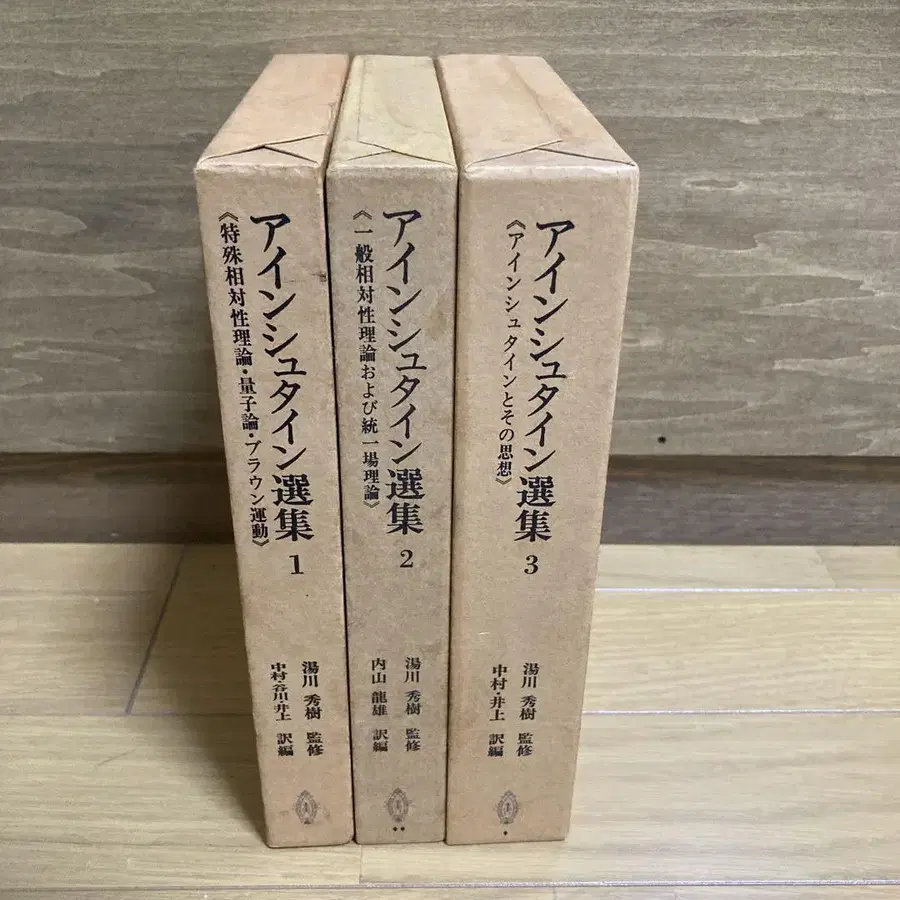 アインシュタイン選集
《特殊相対性理論・量子論・ブラウン運動》
1
湯川 秀樹 監修
中村・谷川・井上 訳編
アインシュタイン選集
《一般相対性理論および統一場理論》
2
湯川 秀樹 監修
内山 龍雄 訳編
アインシュタイン選集
《アインシュタインとその思想》
3
湯川 秀樹 監修
中村・井上 訳編